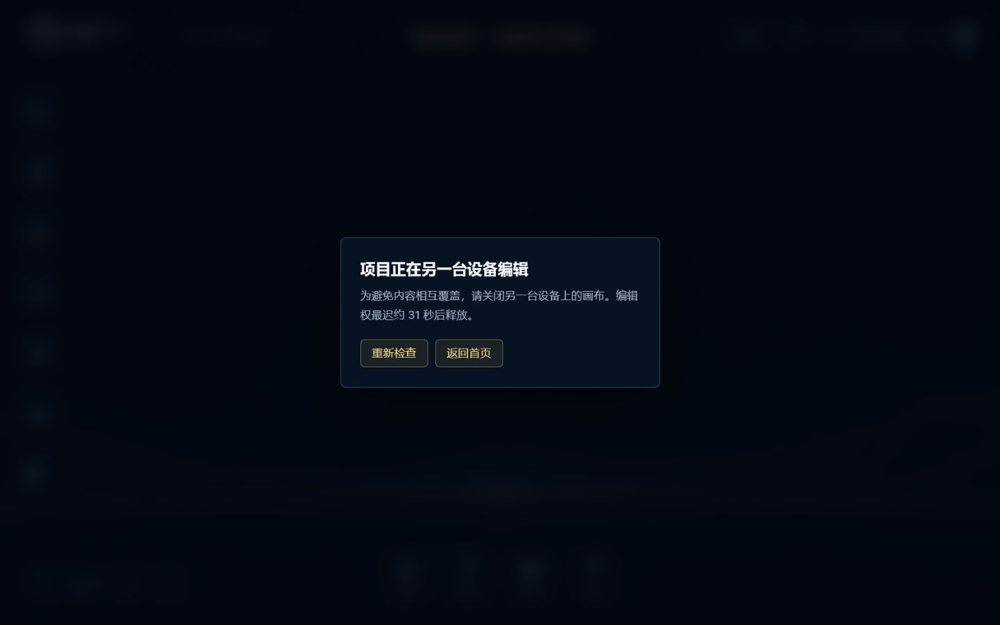 项目正在另一台设备编辑
为避免内容相互覆盖，请关闭另一台设备上的画布。编辑
权最迟约 31 秒后释放。
重新检查
返回首页